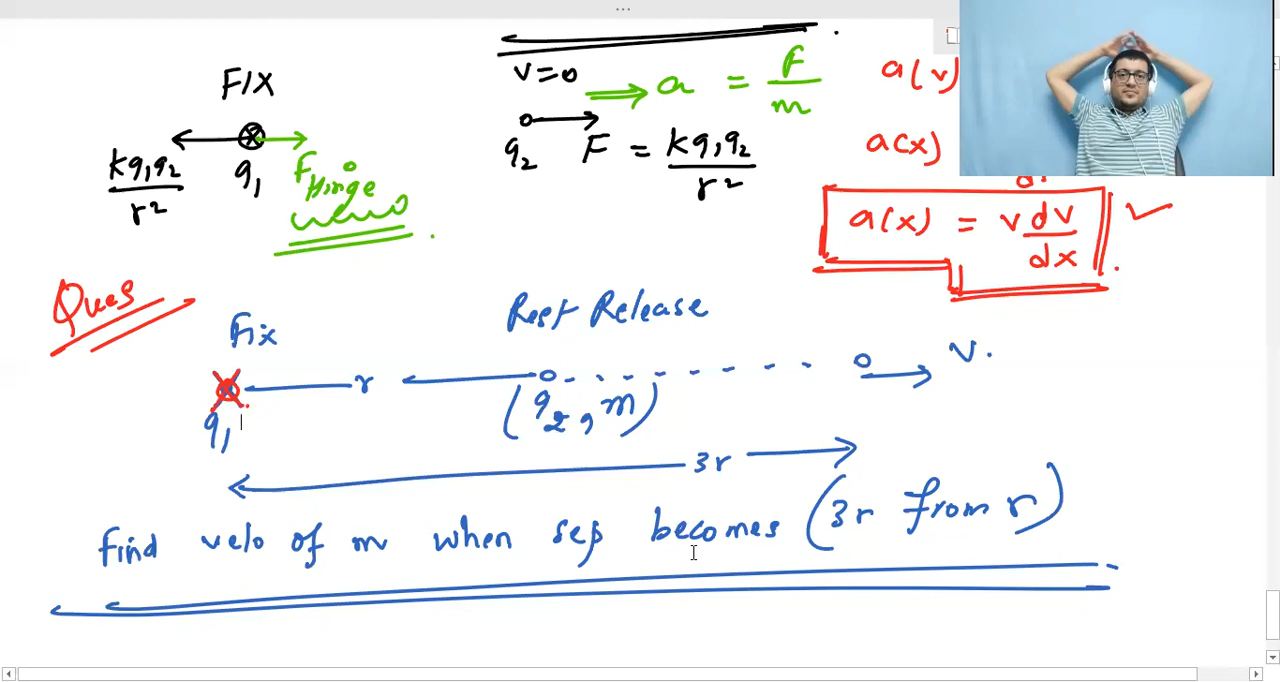 FIX
kq₁q₂/r²
q₁
F Hinge
v=0
⇒ a = F/m
q₂ F = kq₁q₂/r²
a(v)
a(x)
a(x) = v dv/dx
Ques
Fix
Rest Release
r
v.
q₁
(q₂, m)
3r
Find velo of m when sep becomes (3r from r)